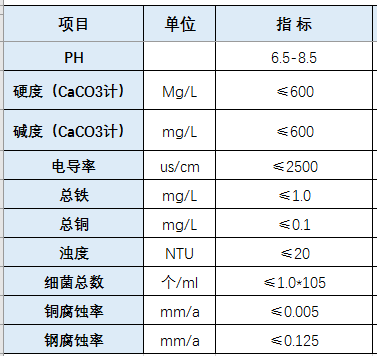 项目 单位 指 标
PH 6.5-8.5
硬度（CaCO3计） Mg/L ≤600
碱度（CaCO3计） mg/L ≤600
电导率 us/cm ≤2500
总铁 mg/L ≤1.0
总铜 mg/L ≤0.1
浊度 NTU ≤20
细菌总数 个/ml ≤1.0*105
铜腐蚀率 mm/a ≤0.005
钢腐蚀率 mm/a ≤0.125